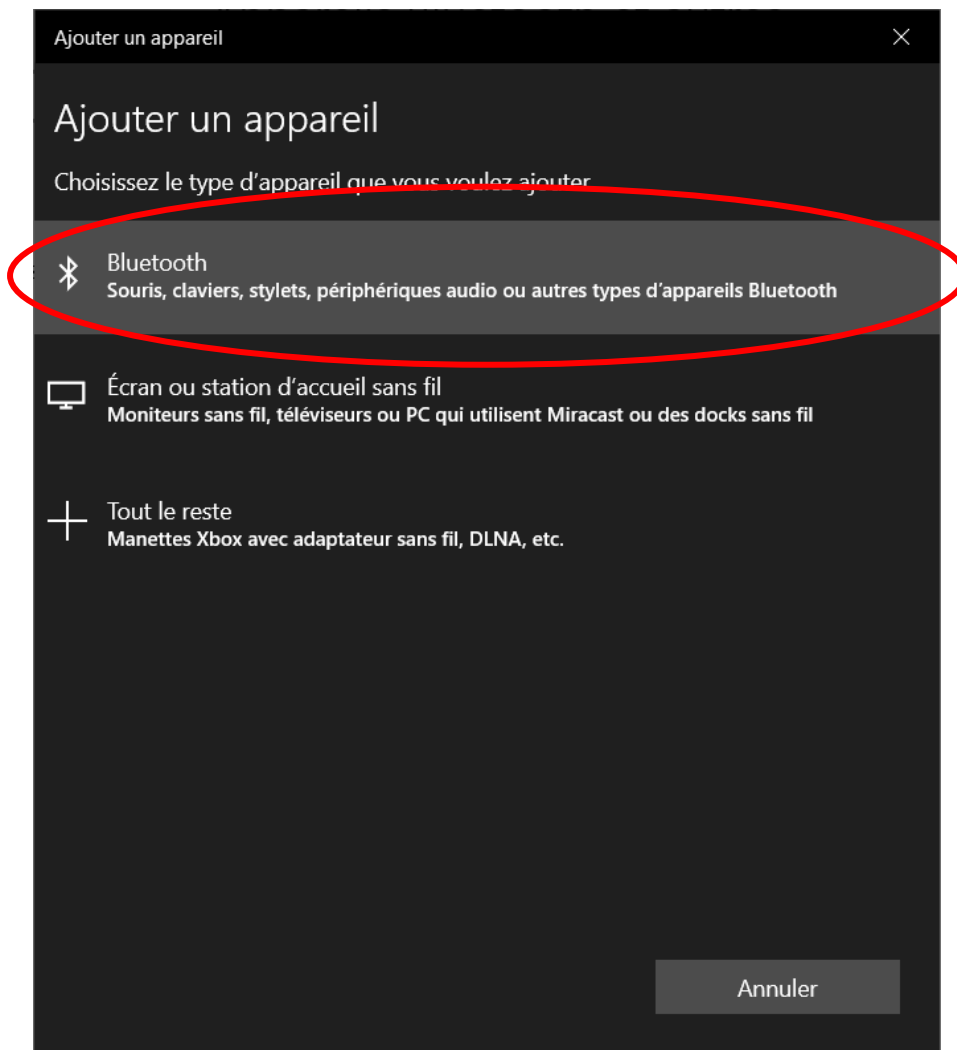 Ajouter un appareil
Ajouter un appareil
Choisissez le type d'appareil que vous voulez ajouter
Bluetooth
Souris, claviers, stylets, périphériques audio ou autres types d'appareils Bluetooth
Écran ou station d'accueil sans fil
Moniteurs sans fil, téléviseurs ou PC qui utilisent Miracast ou des docks sans fil
Tout le reste
Manettes Xbox avec adaptateur sans fil, DLNA, etc.
Annuler